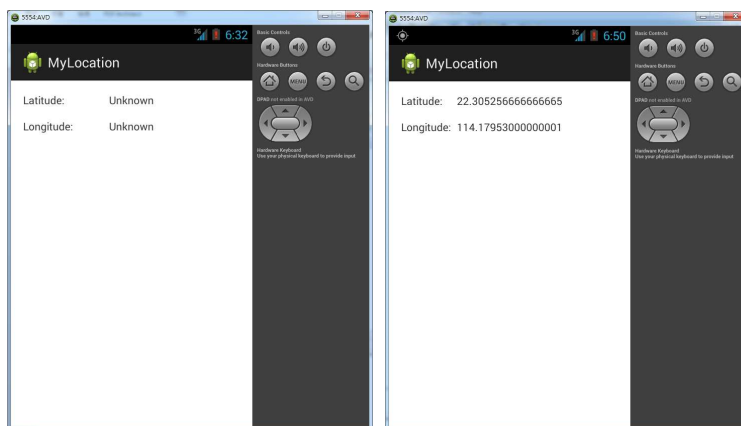 5554:AVD
3G 6:32
MyLocation
Latitude: Unknown
Longitude: Unknown
Basic Controls
Hardware Buttons
MENU
DPAD not enabled in AVD
Hardware Keyboard
Use your physical keyboard to provide input
5554:AVD
3G 6:50
MyLocation
Latitude: 22.305256666666665
Longitude: 114.17953000000001
Basic Controls
Hardware Buttons
MENU
DPAD not enabled in AVD
Hardware Keyboard
Use your physical keyboard to provide input